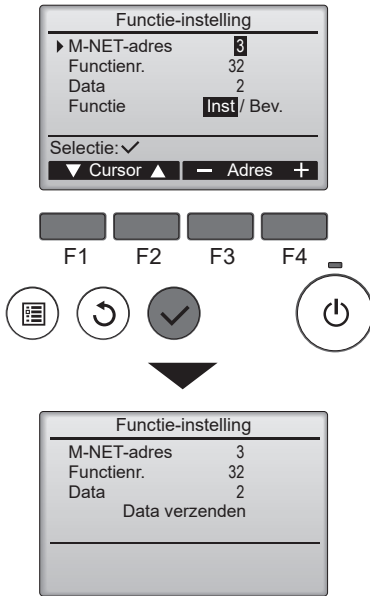 Functie-instelling
M-NET-adres 3
Functienr. 32
Data 2
Functie Inst / Bev.
Selectie: ✓
▼ Cursor ▲ − Adres +
F1 F2 F3 F4
Functie-instelling
M-NET-adres 3
Functienr. 32
Data 2
Data verzenden